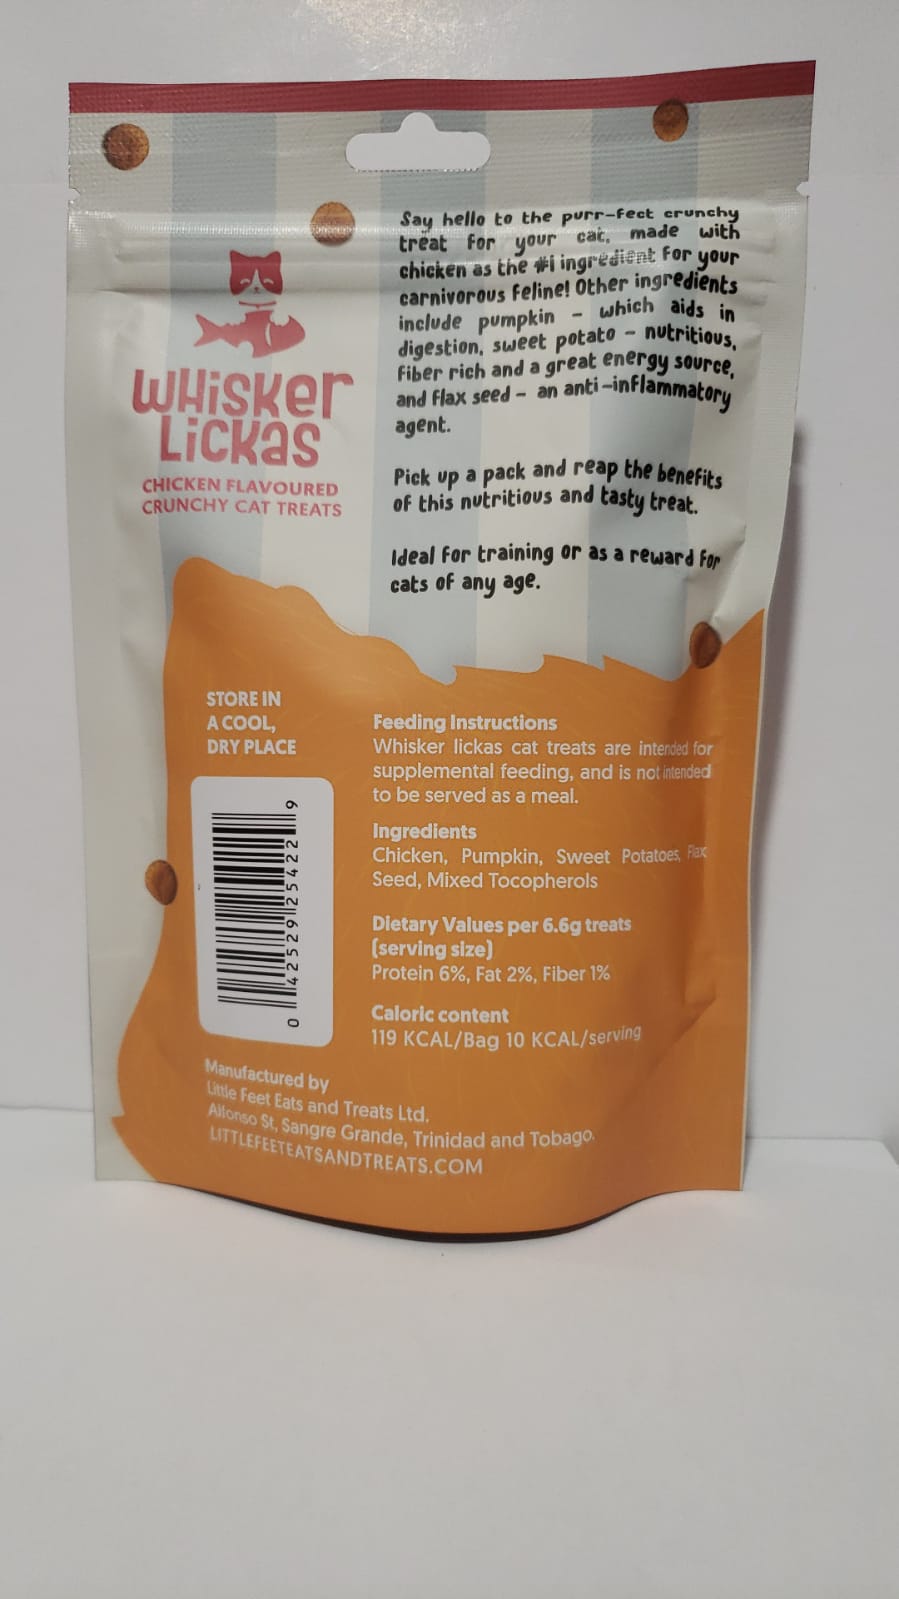 WHisker
Lickas
CHICKEN FLAVOURED
CRUNCHY CAT TREATS
Say hello to the purr-fect crunchy
treat for your cat, made with
chicken as the #1 ingredient for your
carnivorous feline! Other ingredients
include pumpkin - which aids in
digestion, sweet potato - nutritious,
fiber rich and a great energy source,
and flax seed - an anti-inflammatory
agent.
Pick up a pack and reap the benefits
of this nutritious and tasty treat.
Ideal for training or as a reward for
cats of any age.
STORE IN
A COOL,
DRY PLACE
0 42529 25422 9
Feeding Instructions
Whisker lickas cat treats are intended for
supplemental feeding, and is not intended
to be served as a meal.
Ingredients
Chicken, Pumpkin, Sweet Potatoes, Flax
Seed, Mixed Tocopherols
Dietary Values per 6.6g treats
(serving size)
Protein 6%, Fat 2%, Fiber 1%
Caloric content
119 KCAL/Bag 10 KCAL/serving
Manufactured by
Little Feet Eats and Treats Ltd.
Alfonso St, Sangre Grande, Trinidad and Tobago.
LITTLEFEETEATSANDTREATS.COM